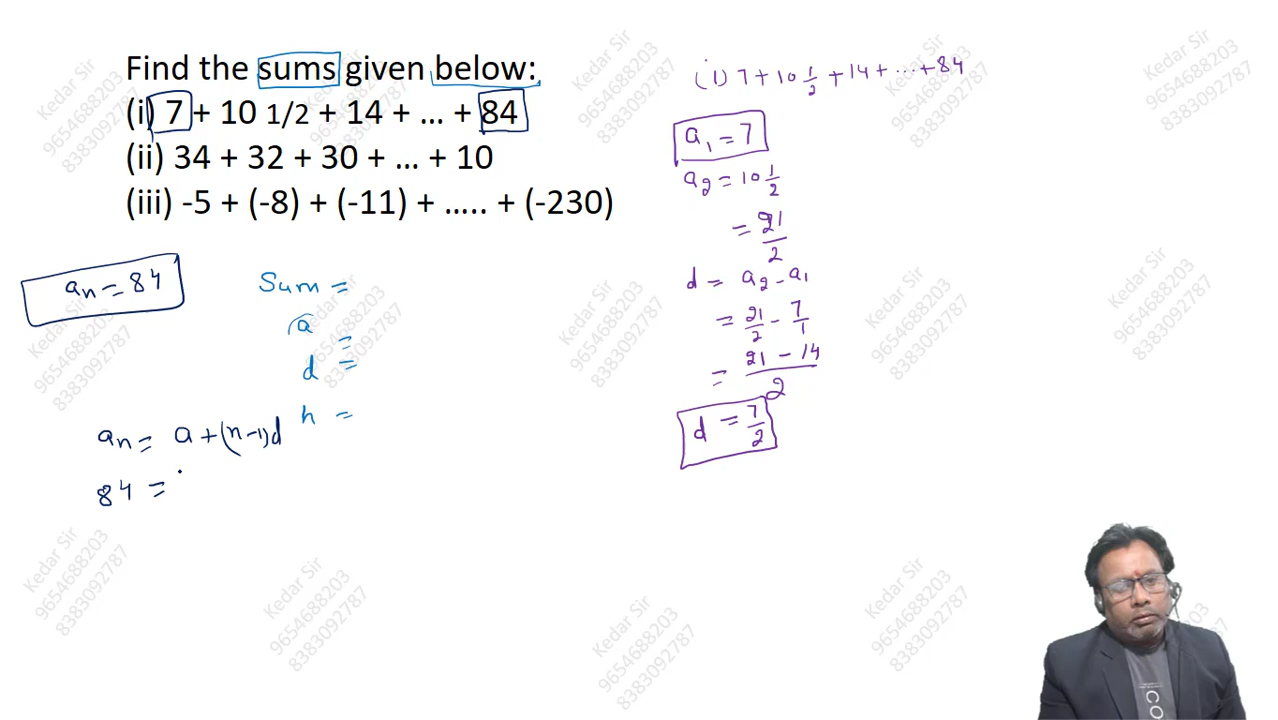 Find the sums given below:
(i) 7 + 10 1/2 + 14 + ... + 84
(ii) 34 + 32 + 30 + ... + 10
(iii) -5 + (-8) + (-11) + ..... + (-230)
an = 84
Sum =
a =
d =
n =
an = a + (n-1)d
84 =
(i) 7 + 10 1/2 + 14 + ... + 84
a1 = 7
a2 = 10 1/2
= 21/2
d = a2 - a1
= 21/2 - 7/1
= 21 - 14 / 2
d = 7/2
Kedar Sir
9654688203
8383092787
CO